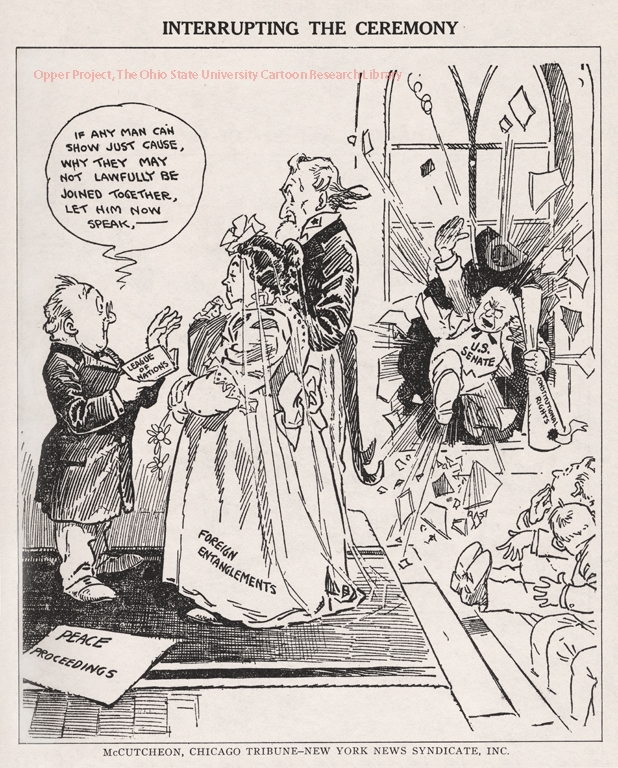 INTERRUPTING THE CEREMONY
Opper Project, The Ohio State University Cartoon Research Library
IF ANY MAN CAN
SHOW JUST CAUSE,
WHY THEY MAY
NOT LAWFULLY BE
JOINED TOGETHER,
LET HIM NOW
SPEAK,—
LEAGUE
OF
NATIONS
U.S.
SENATE
CONSTITUTIONAL
RIGHTS
FOREIGN
ENTANGLEMENTS
PEACE
PROCEEDINGS
McCUTCHEON, CHICAGO TRIBUNE—NEW YORK NEWS SYNDICATE, INC.